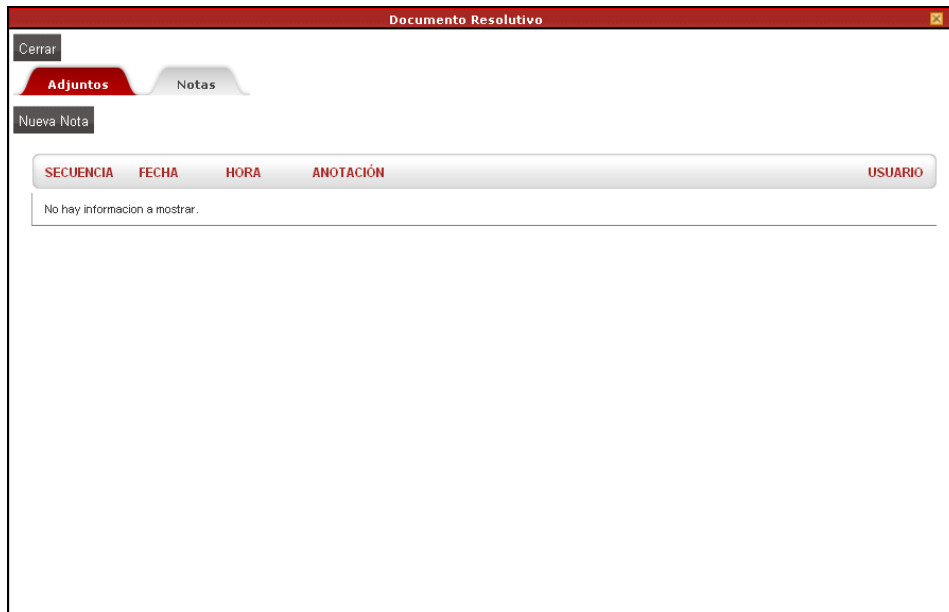 Documento Resolutivo
Cerrar
Adjuntos Notas
Nueva Nota
SECUENCIA FECHA HORA ANOTACIÓN USUARIO
No hay informacion a mostrar.